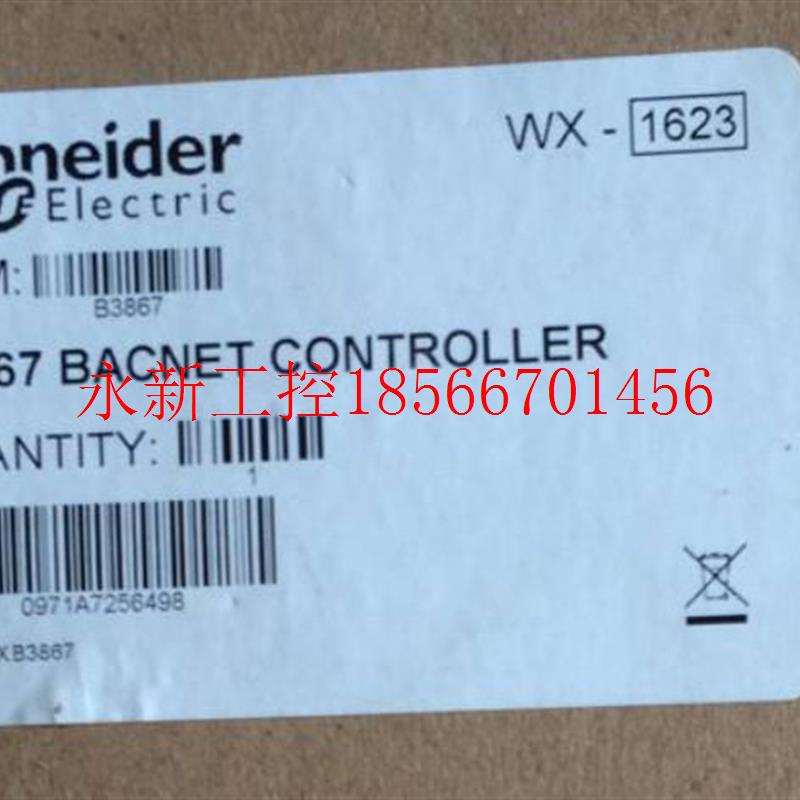 hneider
Electric
WX - 1623
M:
B3867
67 BACNET CONTROLLER
永新工控18566701456
ANTITY:
1
0971A7256498
KB3867